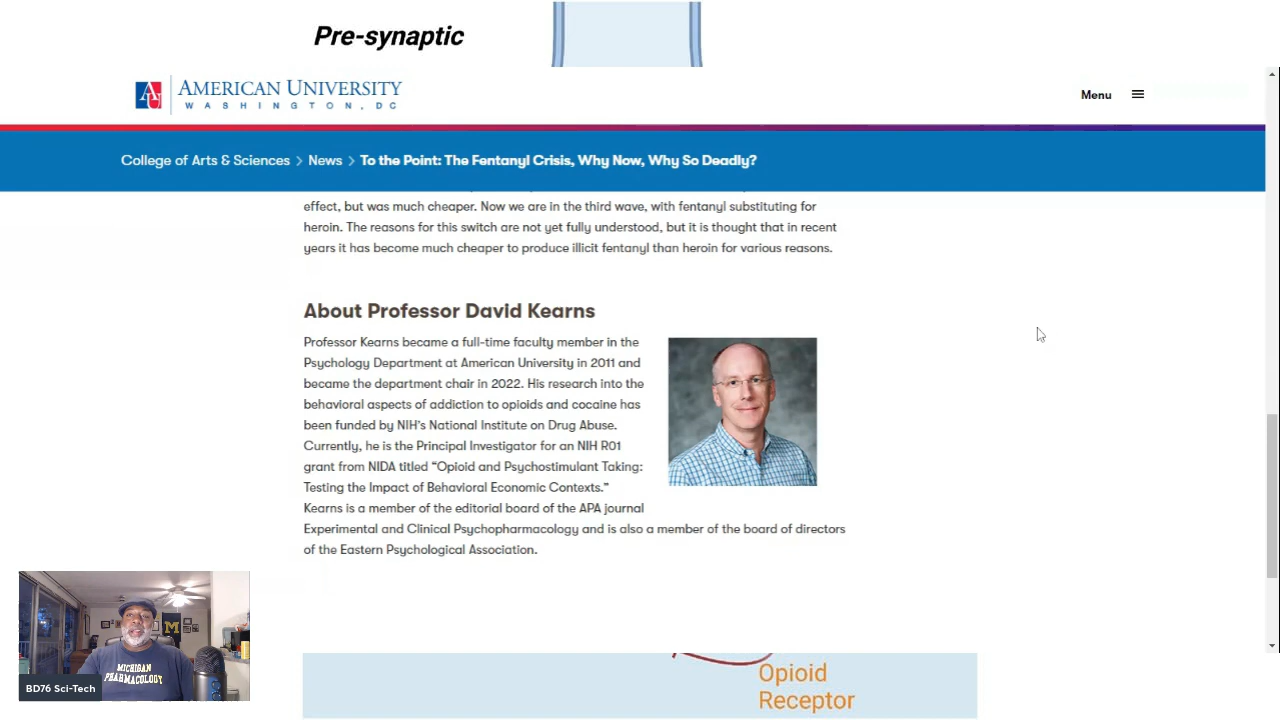 Pre-synaptic
AMERICAN UNIVERSITY
WASHINGTON, DC
Menu
College of Arts & Sciences > News > To the Point: The Fentanyl Crisis, Why Now, Why So Deadly?
effect, but was much cheaper. Now we are in the third wave, with fentanyl substituting for
heroin. The reasons for this switch are not yet fully understood, but it is thought that in recent
years it has become much cheaper to produce illicit fentanyl than heroin for various reasons.
About Professor David Kearns
Professor Kearns became a full-time faculty member in the
Psychology Department at American University in 2011 and
became the department chair in 2022. His research into the
behavioral aspects of addiction to opioids and cocaine has
been funded by NIH's National Institute on Drug Abuse.
Currently, he is the Principal Investigator for an NIH R01
grant from NIDA titled “Opioid and Psychostimulant Taking:
Testing the Impact of Behavioral Economic Contexts.”
Kearns is a member of the editorial board of the APA journal
Experimental and Clinical Psychopharmacology and is also a member of the board of directors
of the Eastern Psychological Association.
M
MICHIGAN
PHARMACOLOGY
BD76 Sci-Tech
Opioid
Receptor